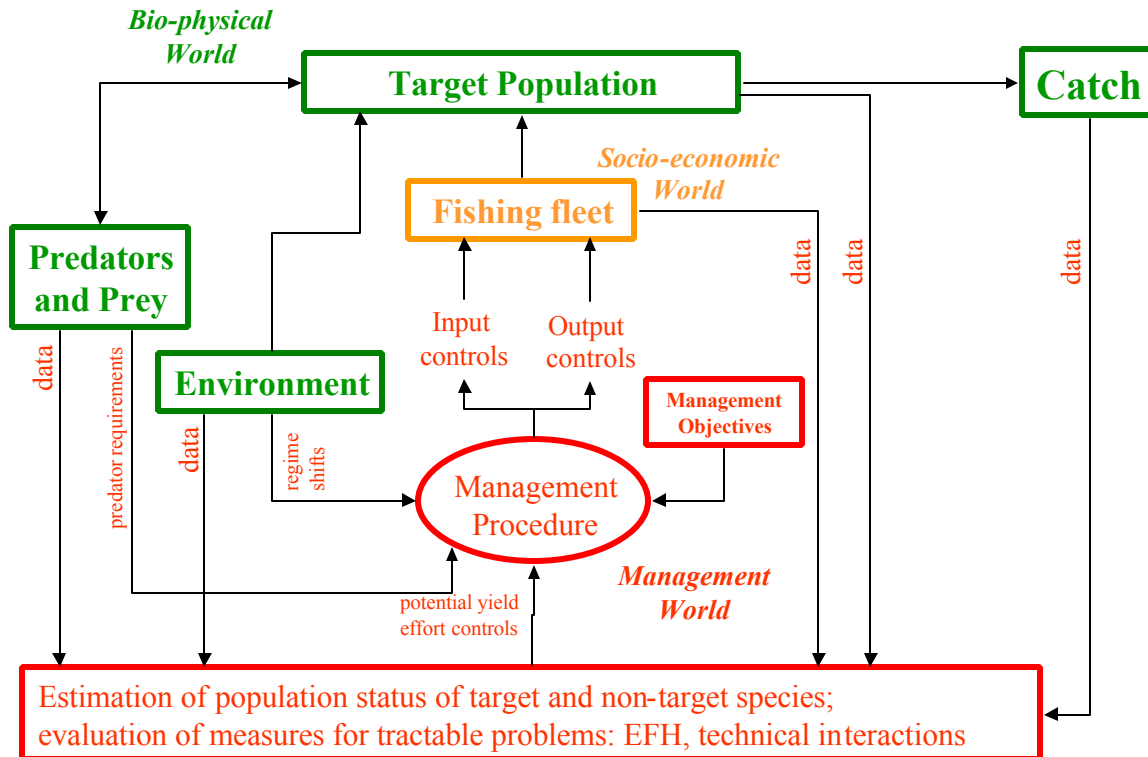 Bio-physical
World
Target Population
Catch
Socio-economic
World
Fishing fleet
Predators
and Prey
data
data
data
Input
controls
Output
controls
Environment
Management
Objectives
data
predator requirements
data
regime
shifts
Management
Procedure
Management
World
potential yield
effort controls
Estimation of population status of target and non-target species;
evaluation of measures for tractable problems: EFH, technical interactions